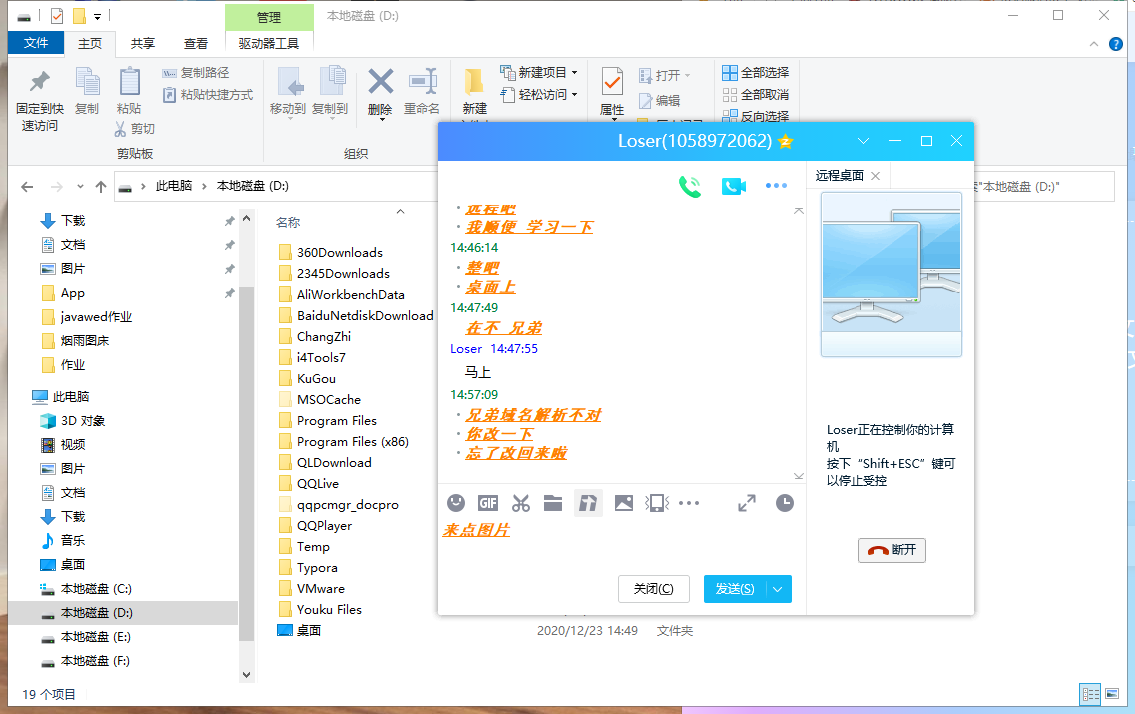 管理
本地磁盘 (D:)
文件
主页
共享
查看
驱动器工具
固定到快
速访问
复制
粘贴
复制路径
粘贴快捷方式
剪切
剪贴板
移动到
复制到
删除
重命名
组织
新建
新建项目
轻松访问
属性
打开
编辑
全部选择
全部取消
反向选择
此电脑
本地磁盘 (D:)
"本地磁盘 (D:)"
下载
文档
图片
App
javawed作业
烟雨图床
作业
此电脑
3D 对象
视频
图片
文档
下载
音乐
桌面
本地磁盘 (C:)
本地磁盘 (D:)
本地磁盘 (E:)
本地磁盘 (F:)
名称
360Downloads
2345Downloads
AliWorkbenchData
BaiduNetdiskDownload
ChangZhi
i4Tools7
KuGou
MSOCache
Program Files
Program Files (x86)
QLDownload
QQLive
qqpcmgr_docpro
QQPlayer
Temp
Typora
VMware
Youku Files
桌面
2020/12/23 14:49
文件夹
19 个项目
Loser(1058972062)
远程吧
我顺便 学习一下
14:46:14
整吧
桌面上
14:47:49
在不 兄弟
Loser 14:47:55
马上
14:57:09
兄弟域名解析不对
你改一下
忘了改回来啦
GIF
来点图片
关闭(C)
发送(S)
远程桌面
Loser正在控制你的计算
机
按下“Shift+ESC”键可
以停止受控
断开